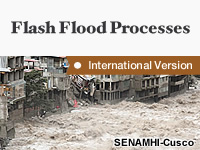 Flash Flood Processes
International Version
SENAMHI-Cusco